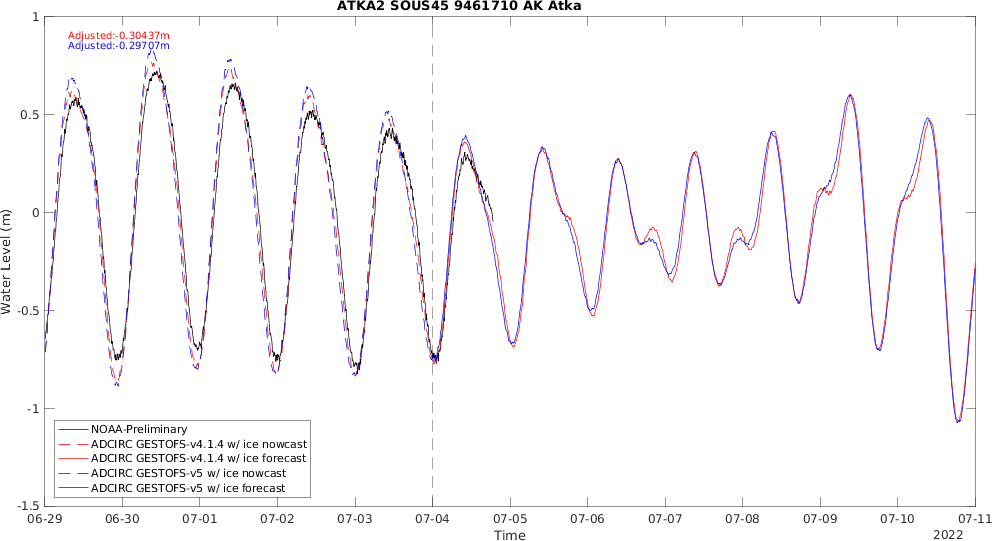 ATKA2 SOUS45 9461710 AK Atka
Adjusted:-0.30437m
Adjusted:-0.29707m
Water Level (m)
1
0.5
0
-0.5
-1
-1.5
NOAA-Preliminary
ADCIRC GESTOFS-v4.1.4 w/ ice nowcast
ADCIRC GESTOFS-v4.1.4 w/ ice forecast
ADCIRC GESTOFS-v5 w/ ice nowcast
ADCIRC GESTOFS-v5 w/ ice forecast
06-29 06-30 07-01 07-02 07-03 07-04 07-05 07-06 07-07 07-08 07-09 07-10 07-11
Time
2022